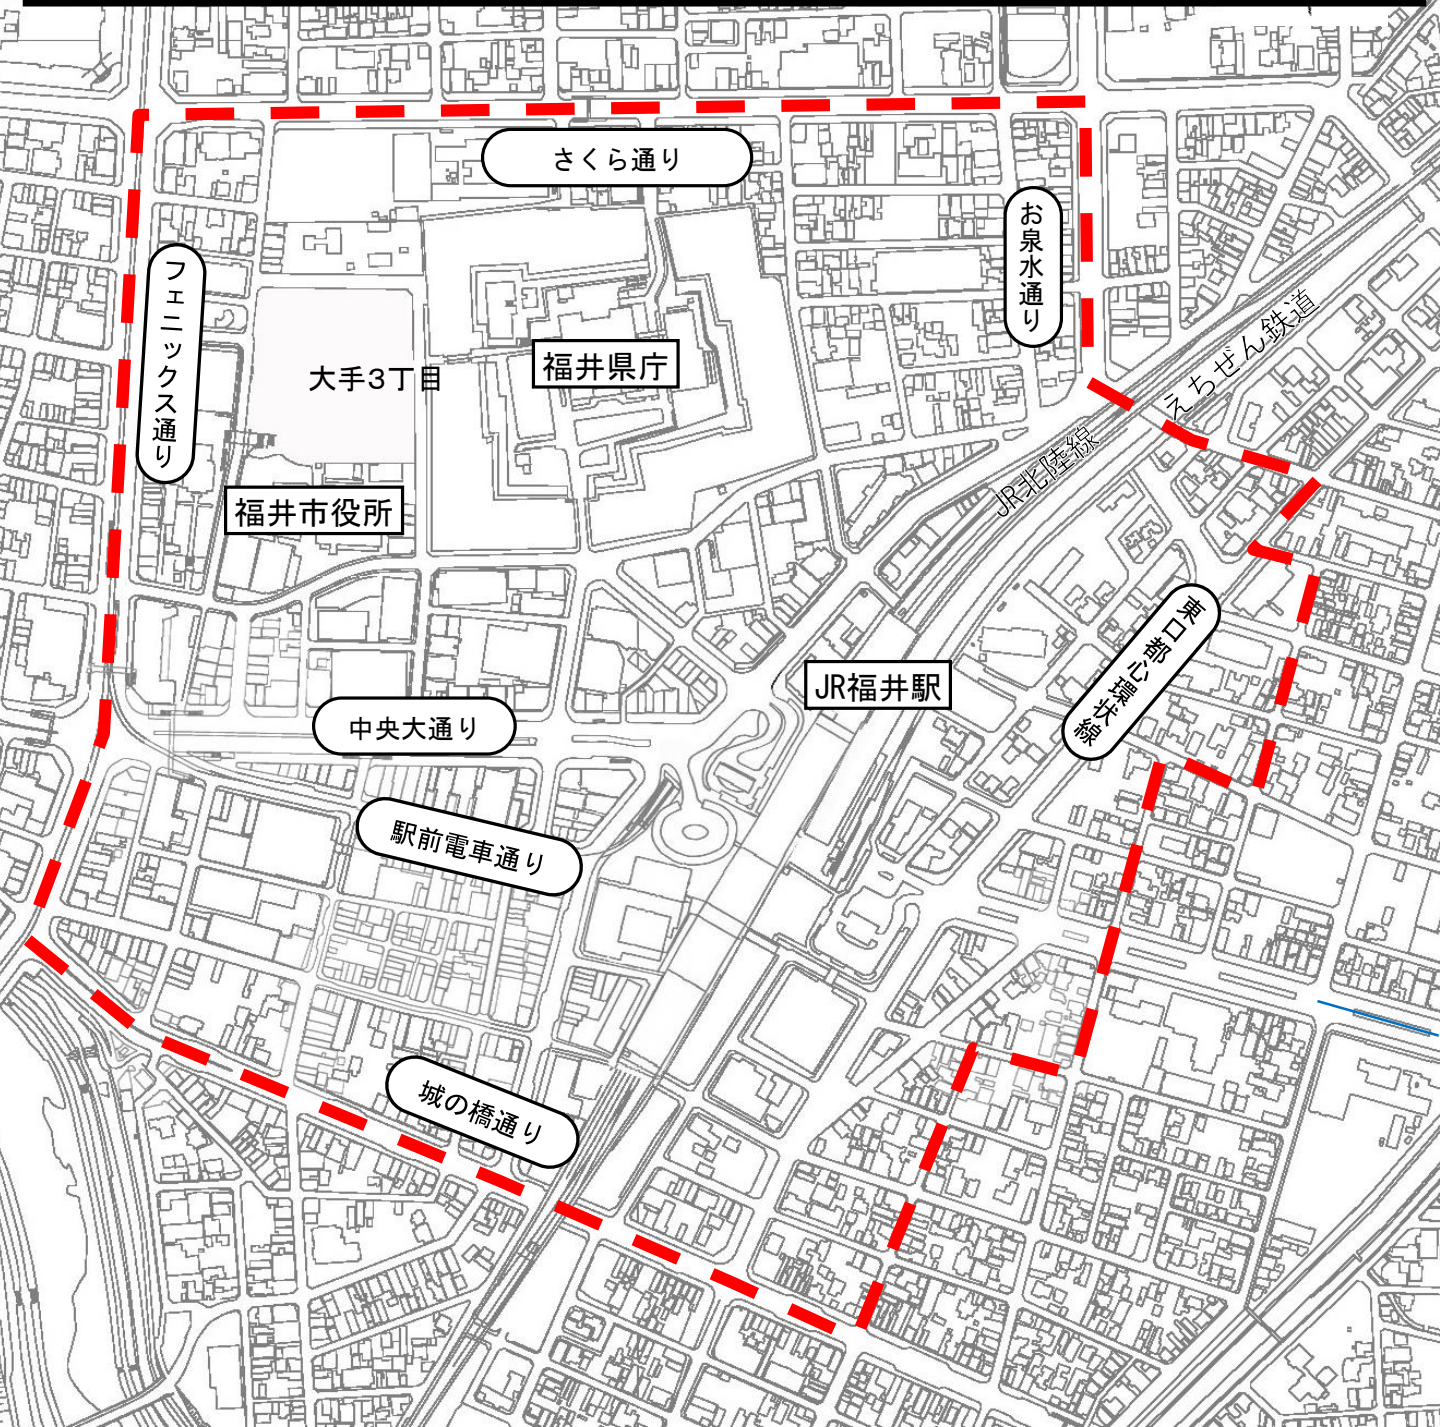 さくら通り
お泉水通り
フェニックス通り
えちぜん鉄道
福井県庁
大手3丁目
JR北陸線
福井市役所
東口都心環状線
JR福井駅
中央大通り
駅前電車通り
城の橋通り